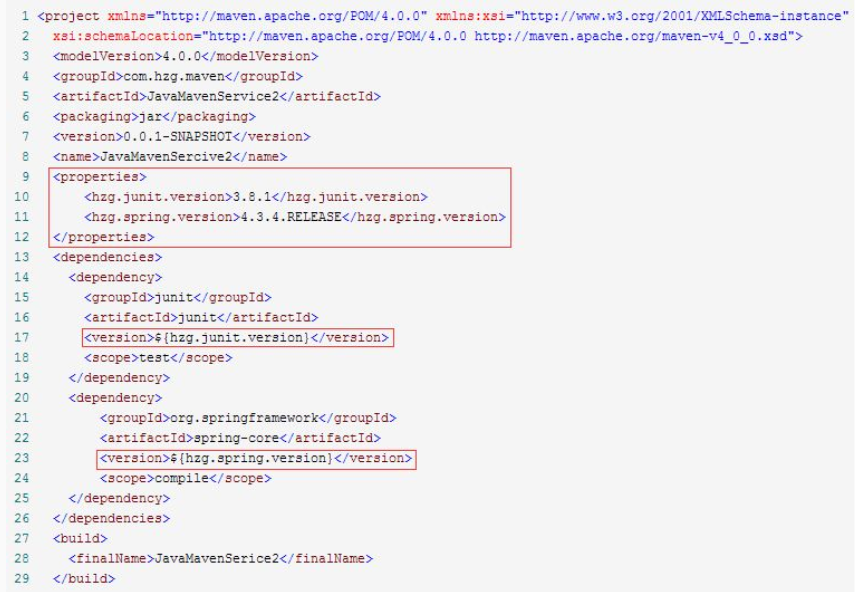 1 <project xmlns="http://maven.apache.org/POM/4.0.0" xmlns:xsi="http://www.w3.org/2001/XMLSchema-instance"
2 xsi:schemaLocation="http://maven.apache.org/POM/4.0.0 http://maven.apache.org/maven-v4_0_0.xsd">
3 <modelVersion>4.0.0</modelVersion>
4 <groupId>com.hzg.maven</groupId>
5 <artifactId>JavaMavenService2</artifactId>
6 <packaging>jar</packaging>
7 <version>0.0.1-SNAPSHOT</version>
8 <name>JavaMavenSercive2</name>
9 <properties>
10 <hzg.junit.version>3.8.1</hzg.junit.version>
11 <hzg.spring.version>4.3.4.RELEASE</hzg.spring.version>
12 </properties>
13 <dependencies>
14 <dependency>
15 <groupId>junit</groupId>
16 <artifactId>junit</artifactId>
17 <version>${hzg.junit.version}</version>
18 <scope>test</scope>
19 </dependency>
20 <dependency>
21 <groupId>org.springframework</groupId>
22 <artifactId>spring-core</artifactId>
23 <version>${hzg.spring.version}</version>
24 <scope>compile</scope>
25 </dependency>
26 </dependencies>
27 <build>
28 <finalName>JavaMavenSerice2</finalName>
29 </build>